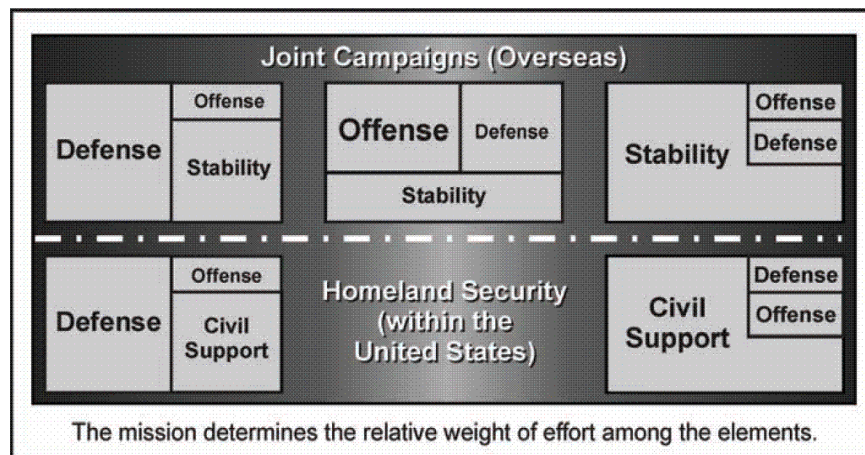 Joint Campaigns (Overseas)
Defense
Offense
Stability
Offense
Defense
Stability
Stability
Offense
Defense
Defense
Offense
Civil
Support
Homeland Security
(within the
United States)
Civil
Support
Defense
Offense
The mission determines the relative weight of effort among the elements.